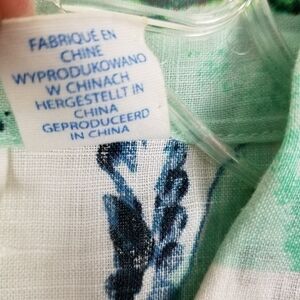 FABRIQUÉ EN
CHINE
WYPRODUKOWANO
W CHINACH
HERGESTELLT IN
CHINA
GEPRODUCEERD
IN CHINA